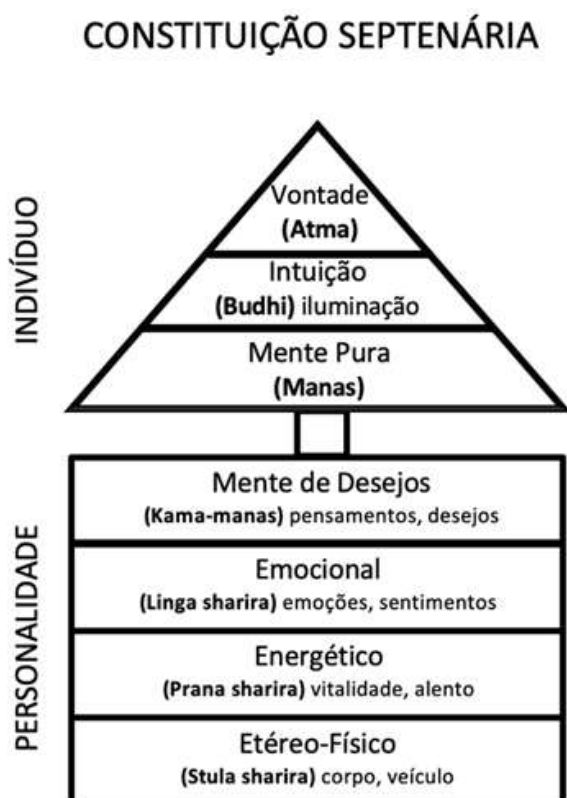 CONSTITUIÇÃO SEPTENÁRIA
INDIVÍDUO
Vontade
(Atma)
Intuição
(Budhi) iluminação
Mente Pura
(Manas)
PERSONALIDADE
Mente de Desejos
(Kama-manas) pensamentos, desejos
Emocional
(Linga sharira) emoções, sentimentos
Energético
(Prana sharira) vitalidade, alento
Etéreo-Físico
(Stula sharira) corpo, veículo